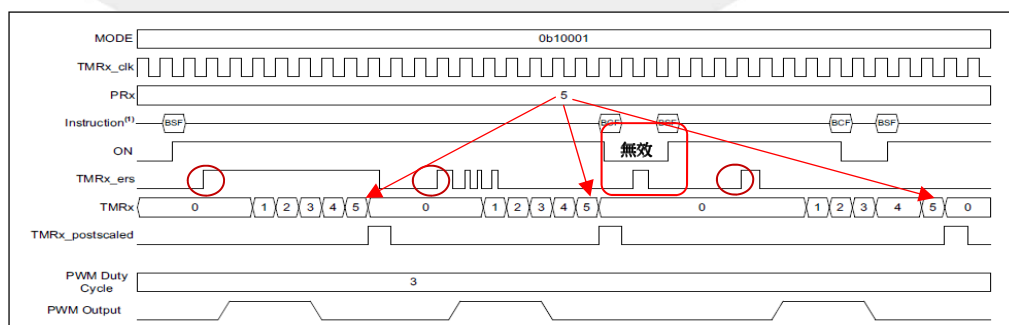 MODE 0b10001
TMRx_clk
PRx 5
Instruction(1) BSF BCF BSF BCF BSF
ON 無效
TMRx_ers
TMRx 0 1 2 3 4 5 0 1 2 3 4 5 0 1 2 3 4 5 0
TMRx_postscaled
PWM Duty
Cycle 3
PWM Output